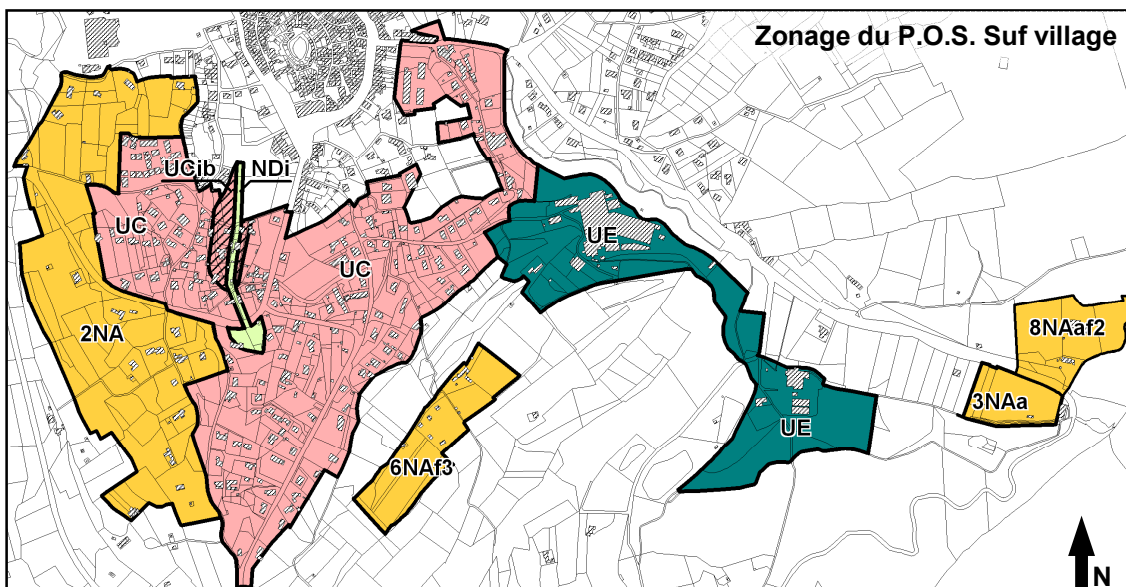 Zonage du P.O.S. Suf village
UCib NDi
UC
UE
UC
2NA
8NAaf2
3NAa
UE
6NAf3
N